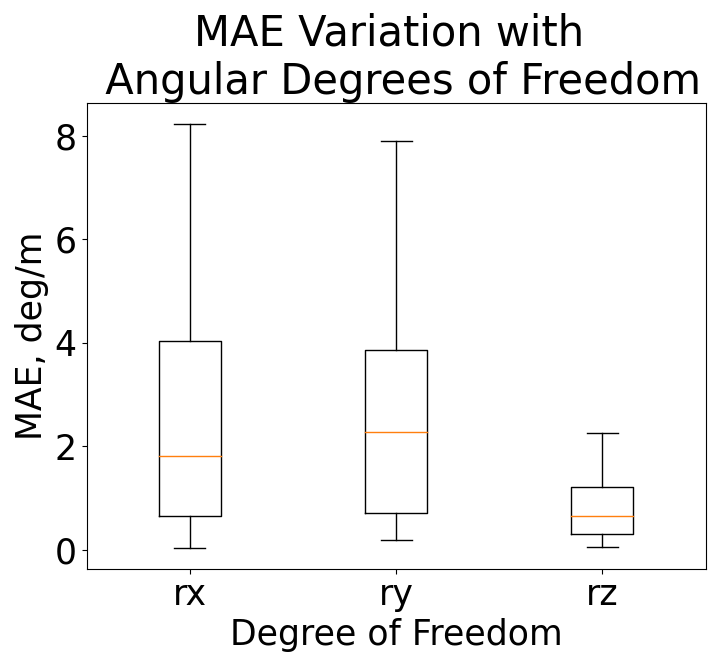 MAE Variation with
Angular Degrees of Freedom
MAE, deg/m
8
6
4
2
0
rx ry rz
Degree of Freedom